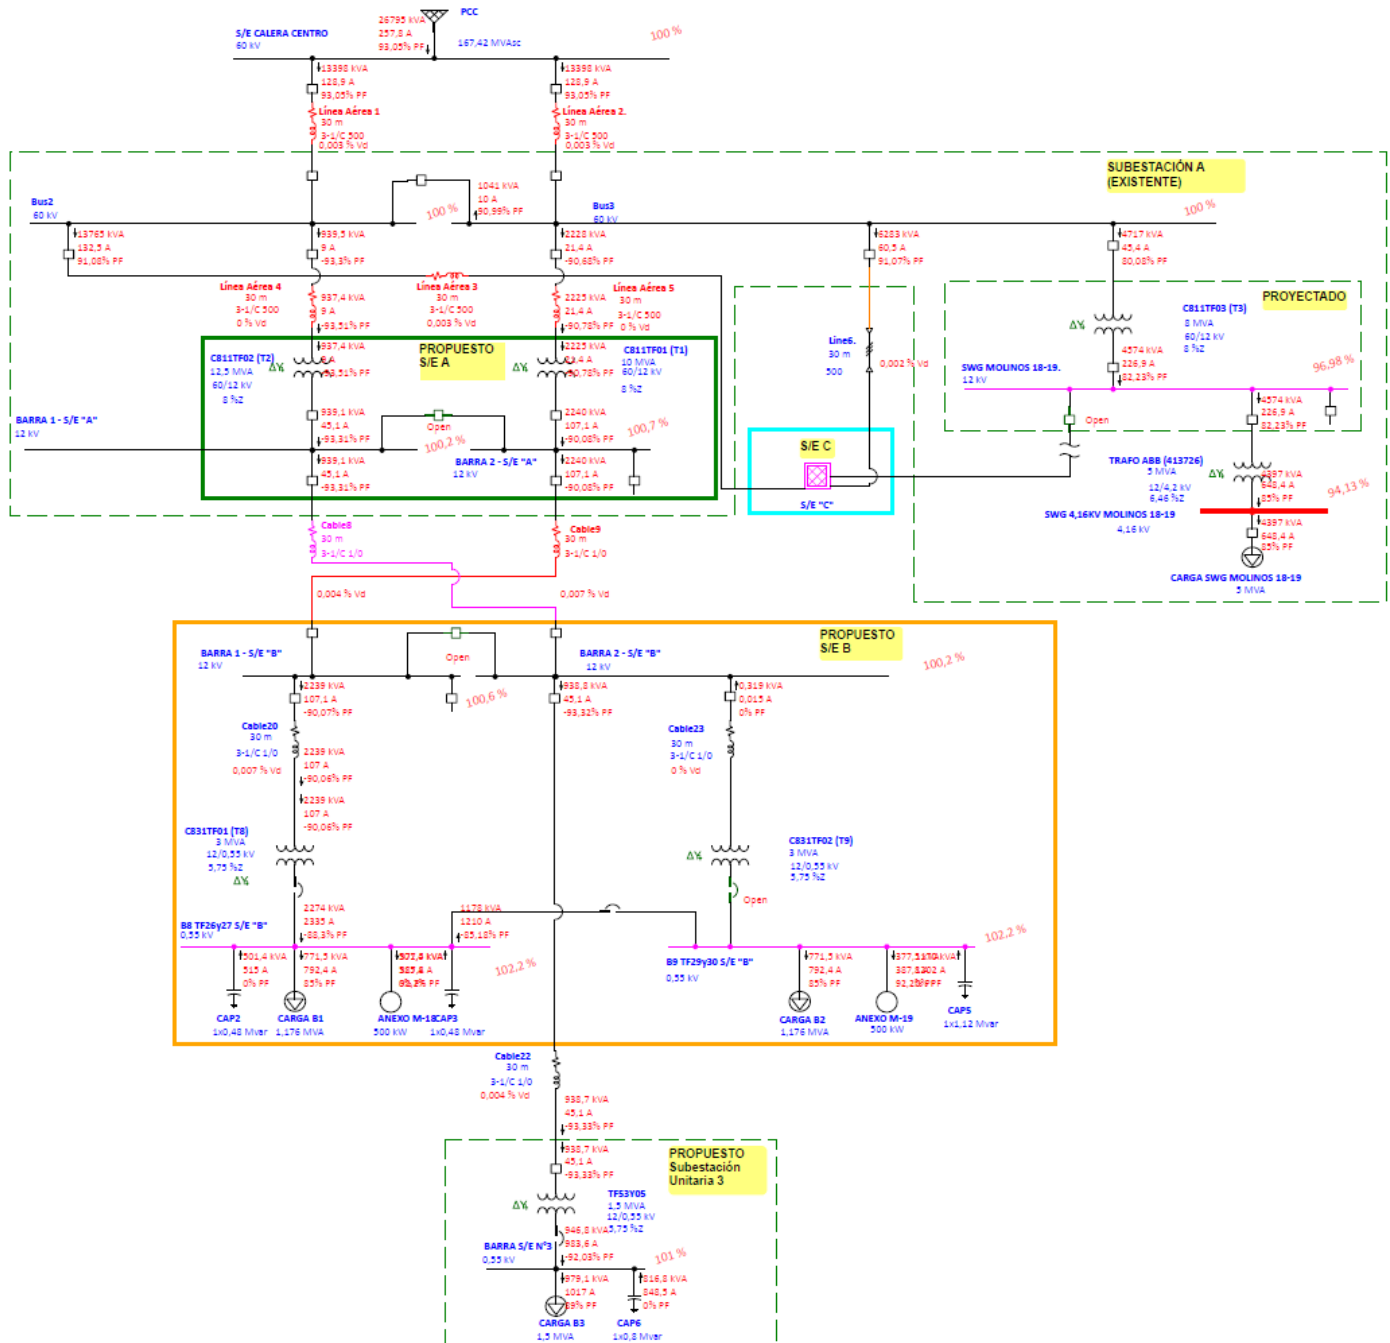 PCC
26795 kVA
257,8 A
93,05% PF
167,42 MVAsc
S/E CALERA CENTRO
60 kV
100 %
13398 kVA
128,9 A
93,05% PF
13398 kVA
128,9 A
93,05% PF
Línea Aérea 1
30 m
3-1/C 500
0,003 % Vd
Línea Aérea 2.
30 m
3-1/C 500
0,003 % Vd
SUBESTACIÓN A
(EXISTENTE)
Bus2
60 kV
1041 kVA
10 A
90,99% PF
100 %
Bus3
60 kV
100 %
13765 kVA
132,5 A
91,08% PF
939,5 kVA
9 A
-93,3% PF
2228 kVA
21,4 A
-90,68% PF
6283 kVA
60,5 A
91,07% PF
4717 kVA
45,4 A
80,08% PF
Línea Aérea 4
30 m
3-1/C 500
0 % Vd
937,4 kVA
9 A
-93,51% PF
Línea Aérea 3
30 m
3-1/C 500
0,003 % Vd
2225 kVA
21,4 A
-90,78% PF
Línea Aérea 5
30 m
3-1/C 500
0 % Vd
PROYECTADO
C811TF03 (T3)
8 MVA
60/12 kV
8 %Z
4574 kVA
226,9 A
82,23% PF
SWG MOLINOS 18-19.
12 kV
96,98 %
Line6.
30 m
500
0,002 % Vd
PROPUESTO
S/E A
C811TF02 (T2)
12,5 MVA
60/12 kV
8 %Z
937,4 kVA
9 A
-93,51% PF
2225 kVA
21,4 A
-90,78% PF
C811TF01 (T1)
10 MVA
60/12 kV
8 %Z
939,1 kVA
45,1 A
-93,31% PF
Open
2240 kVA
107,1 A
-90,08% PF
100,7 %
BARRA 1 - S/E "A"
12 kV
100,2 %
BARRA 2 - S/E "A"
12 kV
939,1 kVA
45,1 A
-93,31% PF
2240 kVA
107,1 A
-90,08% PF
Open
4574 kVA
226,9 A
82,23% PF
S/E C
S/E "C"
TRAFO ABB (413726)
5 MVA
12/4,2 kV
6,46 %Z
4397 kVA
648,4 A
85% PF
94,13 %
SWG 4,16KV MOLINOS 18-19
4,16 kV
4397 kVA
648,4 A
85% PF
CARGA SWG MOLINOS 18-19
5 MVA
Cable8
30 m
3-1/C 1/0
Cable9
30 m
3-1/C 1/0
0,004 % Vd
0,007 % Vd
PROPUESTO
S/E B
BARRA 1 - S/E "B"
12 kV
Open
BARRA 2 - S/E "B"
12 kV
100,2 %
2239 kVA
107,1 A
-90,07% PF
100,6 %
938,8 kVA
45,1 A
-93,32% PF
0,319 kVA
0,015 A
0% PF
Cable20
30 m
3-1/C 1/0
0,007 % Vd
2239 kVA
107 A
-90,06% PF
2239 kVA
107 A
-90,06% PF
Cable23
30 m
3-1/C 1/0
0 % Vd
C831TF01 (T8)
3 MVA
12/0,55 kV
5,75 %Z
C831TF02 (T9)
3 MVA
12/0,55 kV
5,75 %Z
Open
2274 kVA
2335 A
-88,3% PF
1178 kVA
1210 A
-85,18% PF
B8 TF26y27 S/E "B"
0,55 kV
102,2 %
B9 TF29y30 S/E "B"
0,55 kV
102,2 %
501,4 kVA
515 A
0% PF
771,5 kVA
792,4 A
85% PF
771,5 kVA
792,4 A
85% PF
CAP2
1x0,48 Mvar
CARGA B1
1,176 MVA
ANEXO M-18
500 kW
CAP3
1x0,48 Mvar
CARGA B2
1,176 MVA
ANEXO M-19
500 kW
CAP5
1x1,12 Mvar
Cable22
30 m
3-1/C 1/0
0,004 % Vd
938,7 kVA
45,1 A
-93,33% PF
938,7 kVA
45,1 A
-93,33% PF
PROPUESTO
Subestación
Unitaria 3
TF53Y05
1,5 MVA
12/0,55 kV
5,75 %Z
946,8 kVA
983,6 A
-92,03% PF
BARRA S/E N°3
0,55 kV
101 %
979,1 kVA
1017 A
89% PF
816,8 kVA
848,5 A
0% PF
CARGA B3
1,5 MVA
CAP6
1x0,8 Mvar